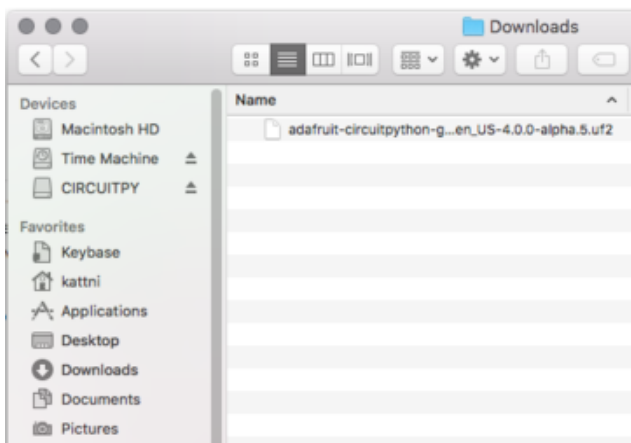 Downloads
Devices
Name
Macintosh HD
adafruit-circuitpython-g...en_US-4.0.0-alpha.5.uf2
Time Machine
CIRCUITPY
Favorites
Keybase
kattni
Applications
Desktop
Downloads
Documents
Pictures